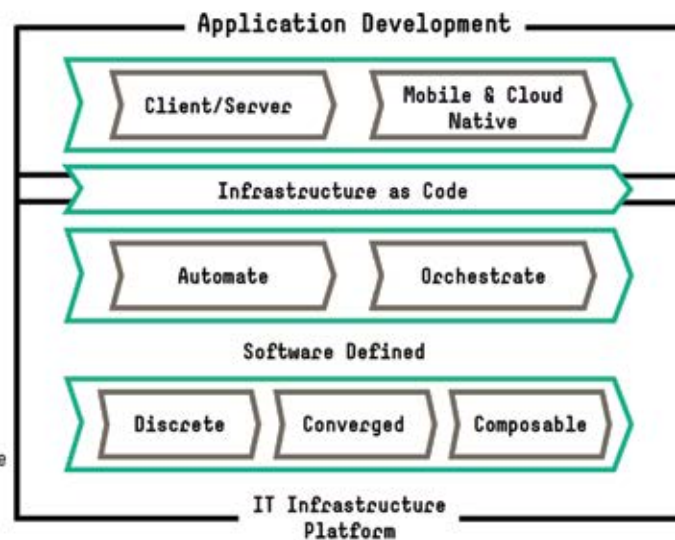 Application Development
Client/Server
Mobile & Cloud
Native
Infrastructure as Code
Automate
Orchestrate
Software Defined
Discrete
Converged
Composable
IT Infrastructure
Platform